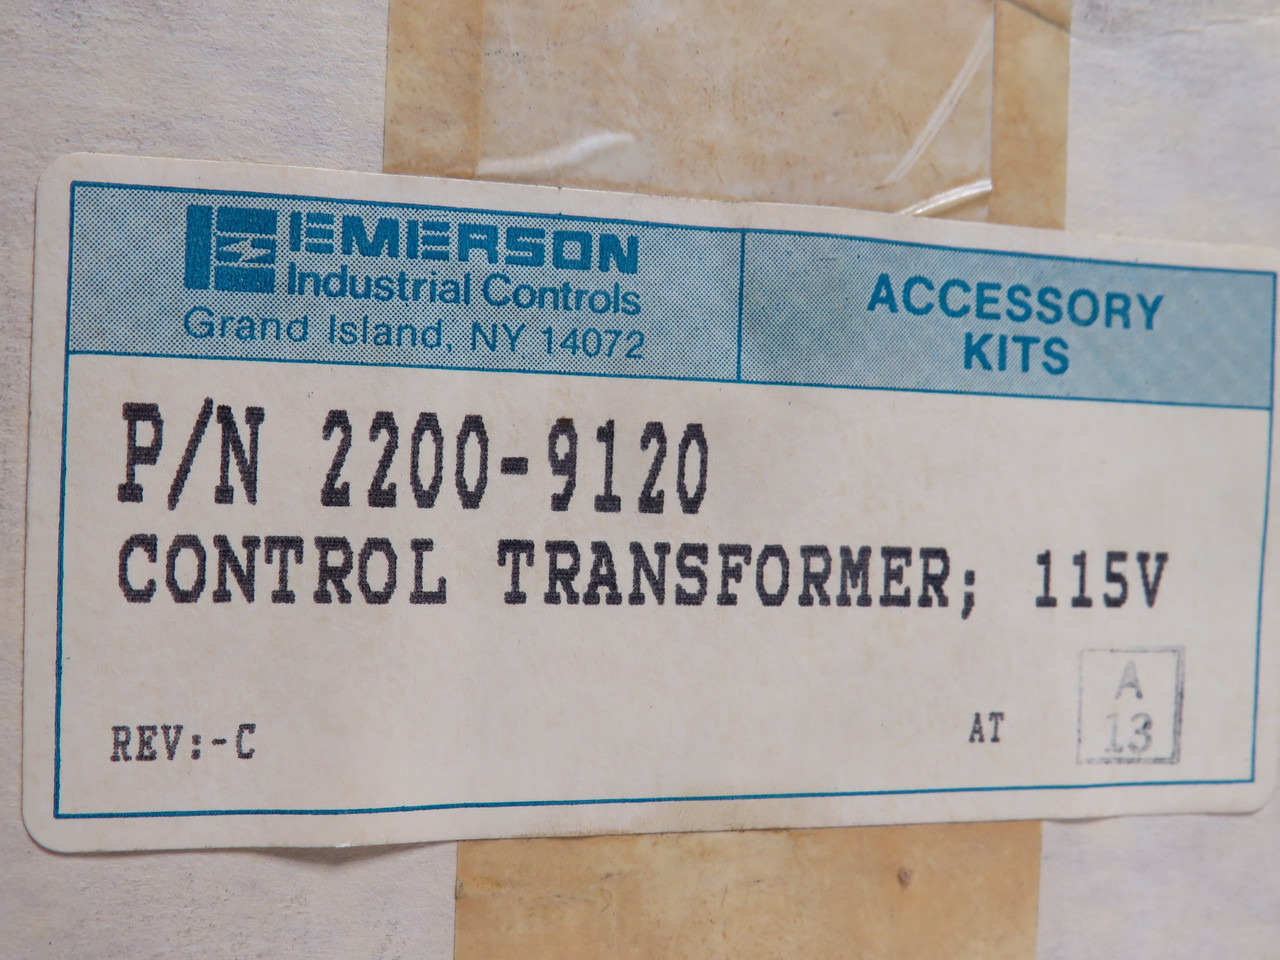 EMERSON
Industrial Controls
Grand Island, NY 14072
ACCESSORY
KITS
P/N 2200-9120
CONTROL TRANSFORMER; 115V
REV:-C
AT
A
13